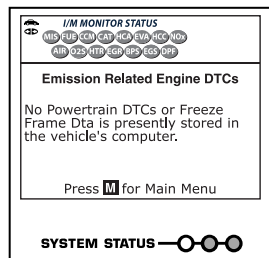 I/M MONITOR STATUS
MIS FUE CCM CAT HCA EVA HCC NOx
AIR O2S HTR EGR BPS EGS DPF
Emission Related Engine DTCs
No Powertrain DTCs or Freeze
Frame Dta is presently stored in
the vehicle's computer.
Press M for Main Menu
SYSTEM STATUS